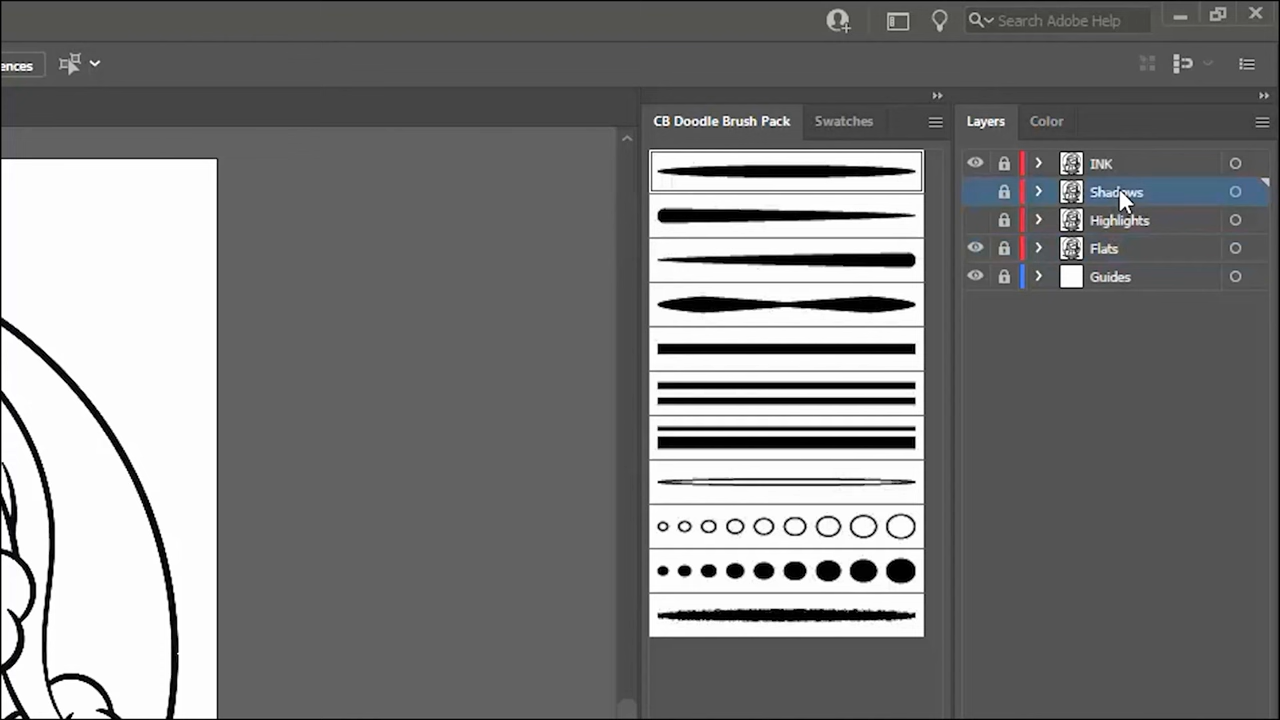 Search Adobe Help
ences
CB Doodle Brush Pack
Swatches
Layers
Color
INK
Shadows
Highlights
Flats
Guides